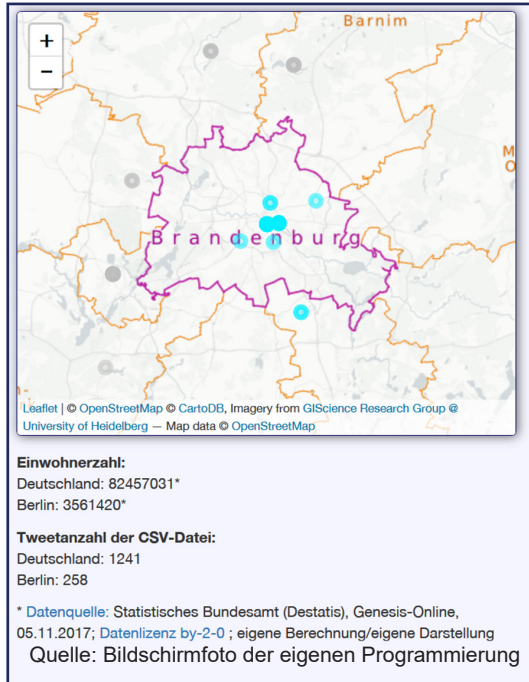 +
−
Barnim
M
O
Brandenburg
n-
Leaflet | © OpenStreetMap © CartoDB, Imagery from GIScience Research Group @
University of Heidelberg — Map data © OpenStreetMap
Einwohnerzahl:
Deutschland: 82457031*
Berlin: 3561420*
Tweetanzahl der CSV-Datei:
Deutschland: 1241
Berlin: 258
* Datenquelle: Statistisches Bundesamt (Destatis), Genesis-Online,
05.11.2017; Datenlizenz by-2-0 ; eigene Berechnung/eigene Darstellung
Quelle: Bildschirmfoto der eigenen Programmierung